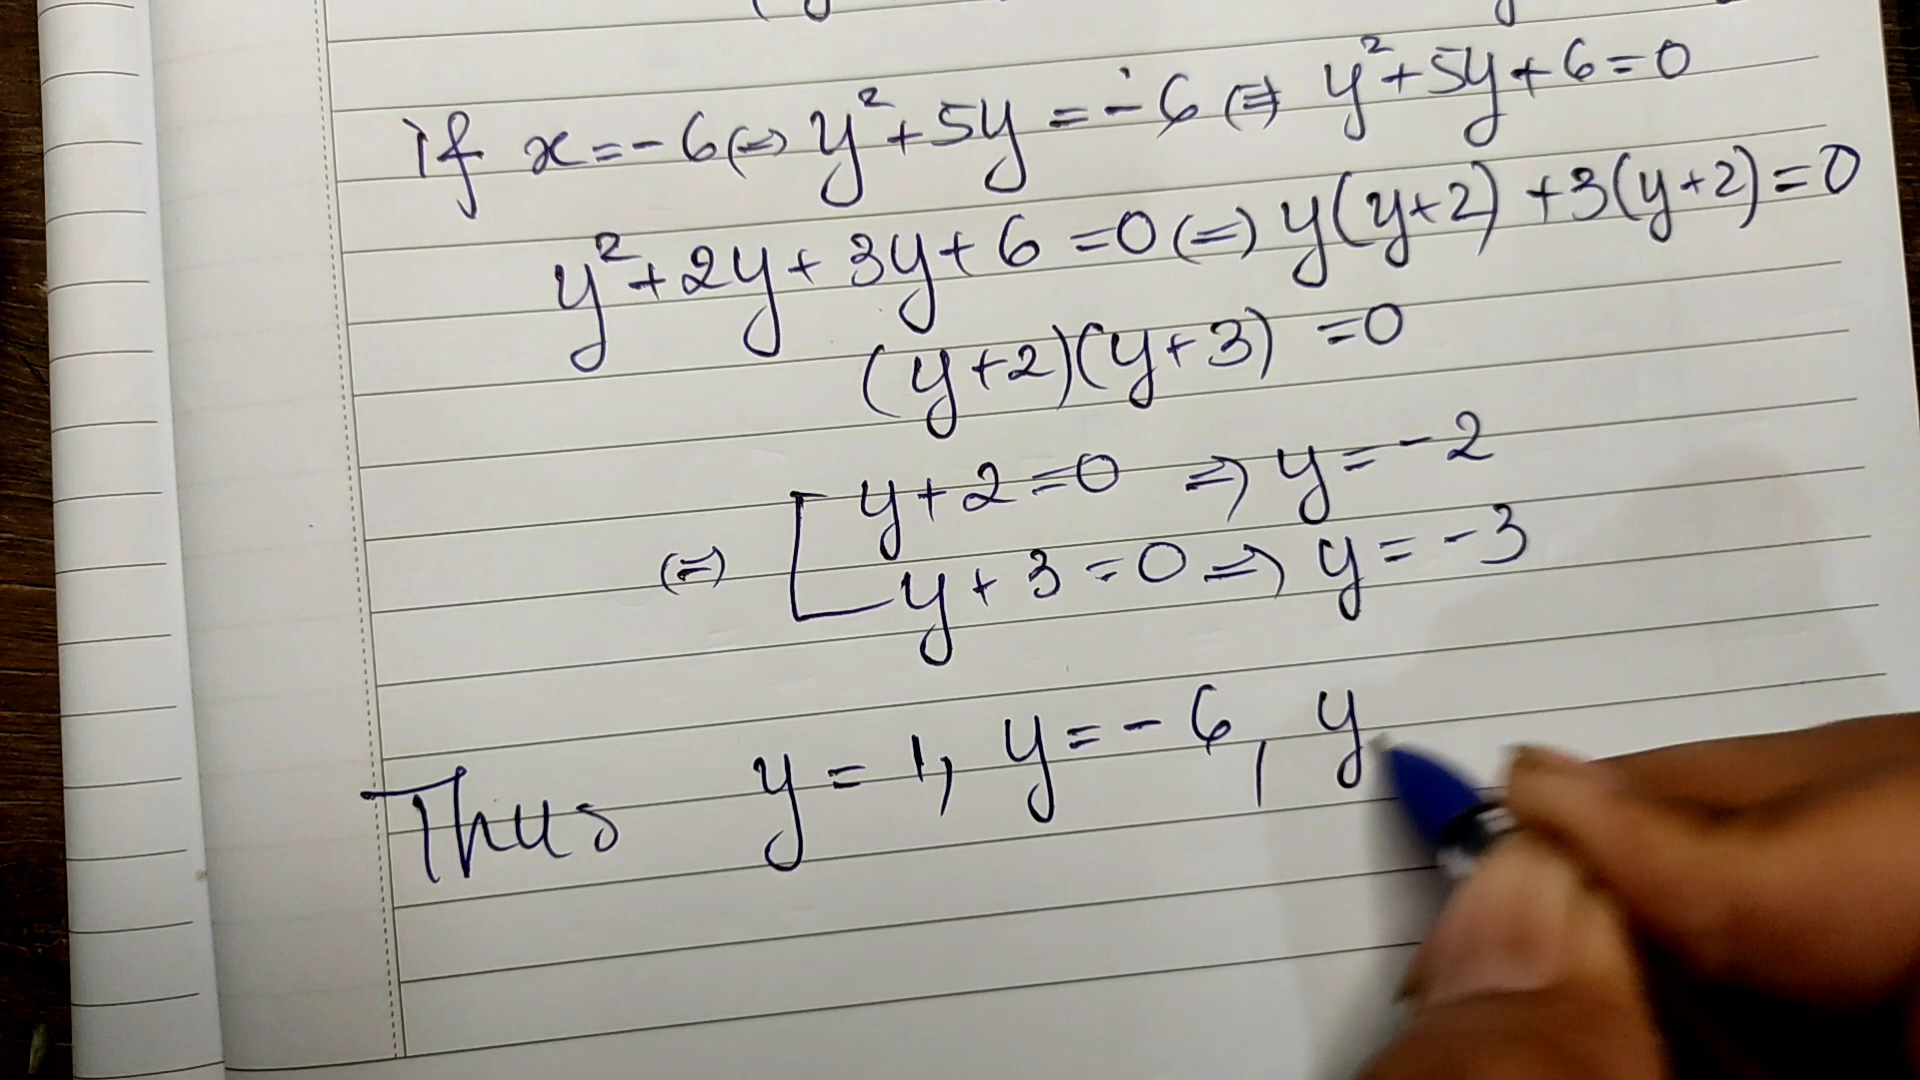 if x=-6(=) y²+5y=-6(=) y²+5y+6=0
y²+2y+3y+6=0(=) y(y+2)+3(y+2)=0
(y+2)(y+3)=0
(=) [ y+2=0 => y=-2
y+3=0 => y=-3
Thus y=1, y=-6, y